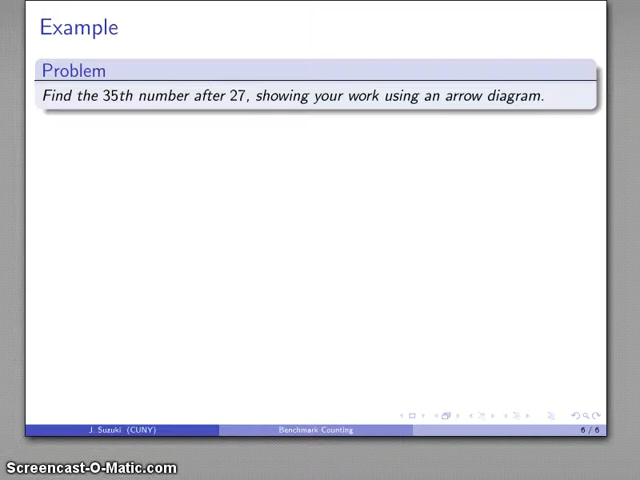 Example
Problem
Find the 35th number after 27, showing your work using an arrow diagram.
J. Suzuki (CUNY)
Benchmark Counting
6 / 6
Screencast-O-Matic.com